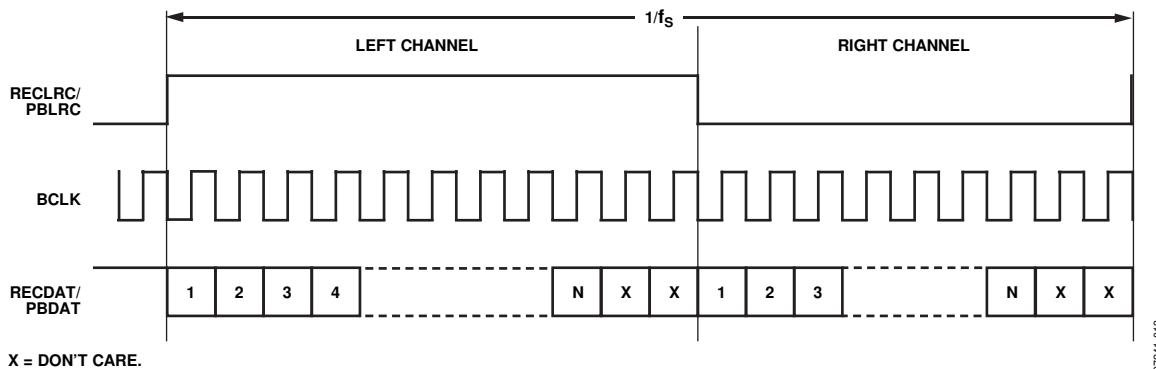 1/fS
LEFT CHANNEL
RIGHT CHANNEL
RECLRC/
PBLRC
BCLK
RECDAT/
PBDAT
1 2 3 4 N X X 1 2 3 N X X
X = DON'T CARE.